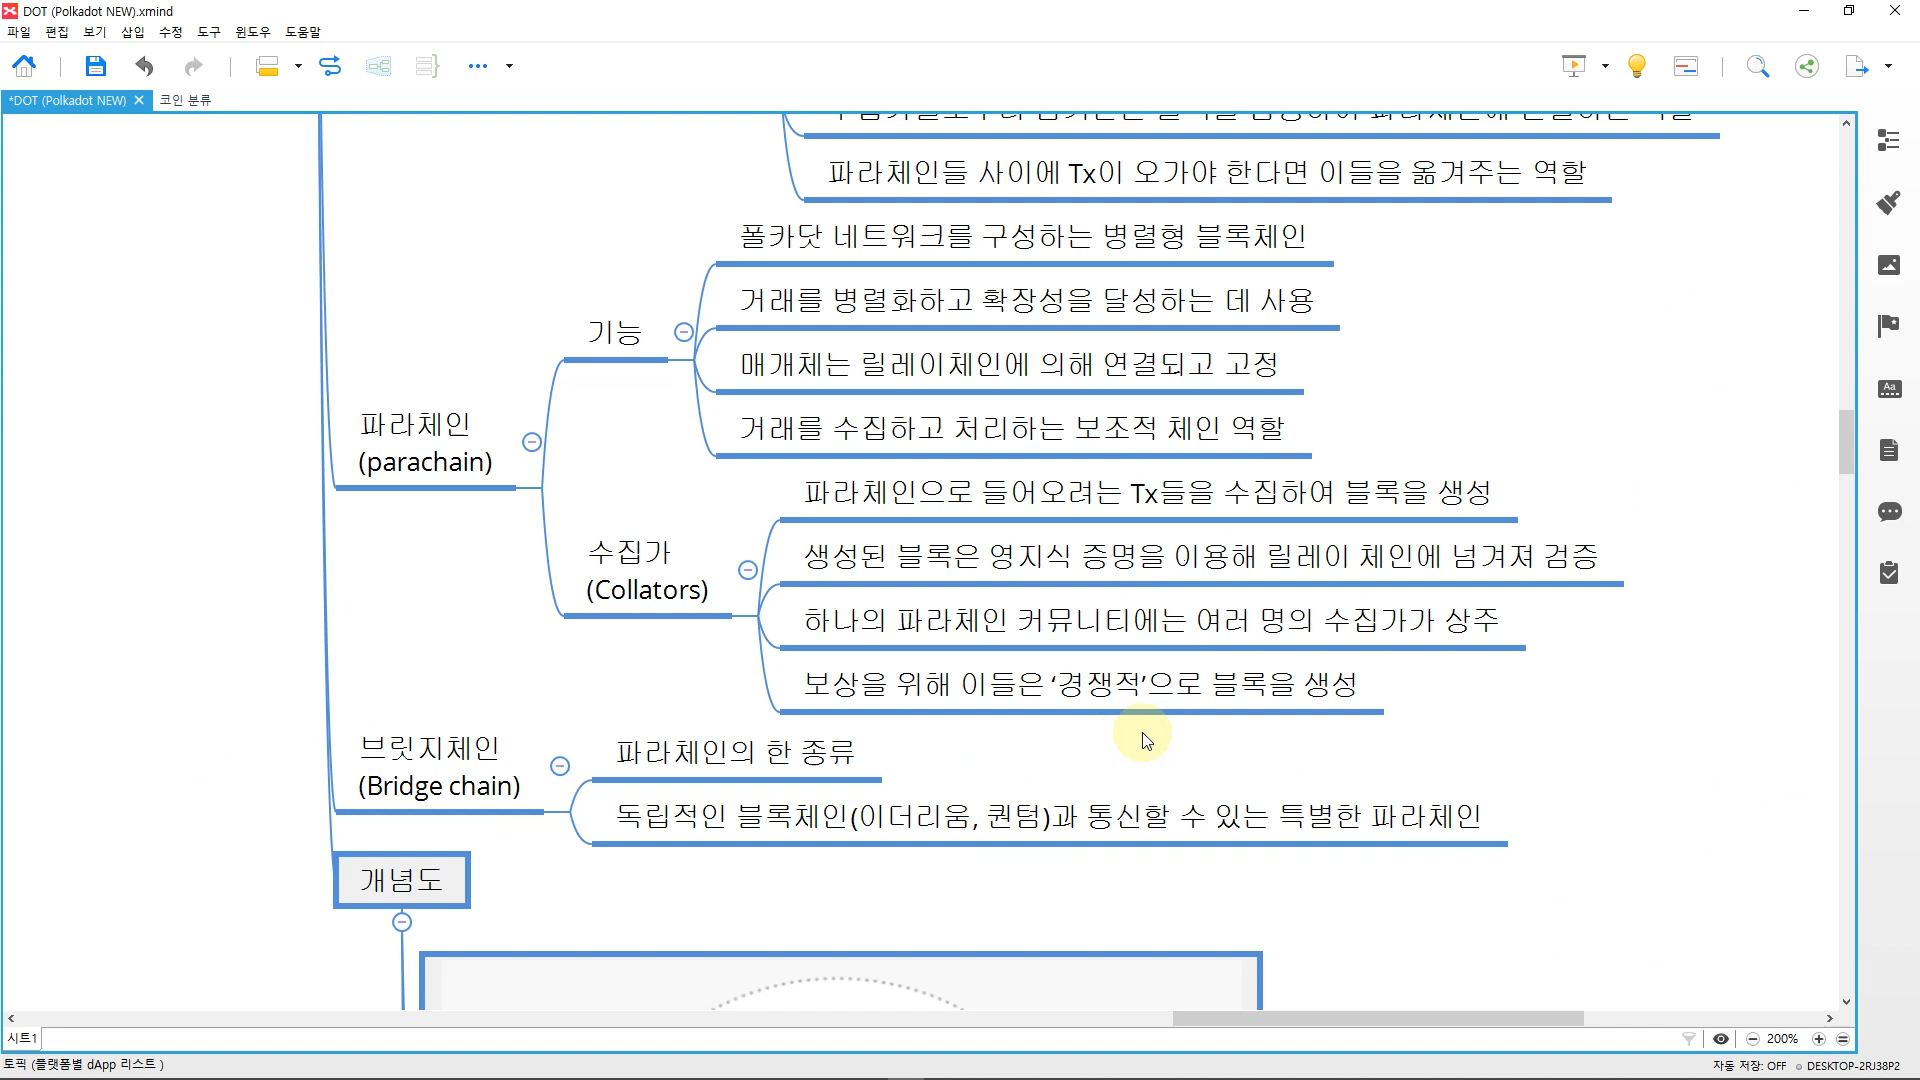 DOT (Polkadot NEW).xmind
파일 편집 보기 삽입 수정 도구 윈도우 도움말
*DOT (Polkadot NEW) 코인 분류
파라체인들 사이에 Tx이 오가야 한다면 이들을 옮겨주는 역할
폴카닷 네트워크를 구성하는 병렬형 블록체인
거래를 병렬화하고 확장성을 달성하는 데 사용
기능
매개체는 릴레이체인에 의해 연결되고 고정
거래를 수집하고 처리하는 보조적 체인 역할
파라체인
(parachain)
파라체인으로 들어오려는 Tx들을 수집하여 블록을 생성
생성된 블록은 영지식 증명을 이용해 릴레이 체인에 넘겨져 검증
수집가
(Collators)
하나의 파라체인 커뮤니티에는 여러 명의 수집가가 상주
보상을 위해 이들은 ‘경쟁적’으로 블록을 생성
브릿지체인
(Bridge chain)
파라체인의 한 종류
독립적인 블록체인(이더리움, 퀀텀)과 통신할 수 있는 특별한 파라체인
개념도
시트1
200%
토픽 (플랫폼별 dApp 리스트 )
자동 저장: OFF
DESKTOP-2RJ38P2